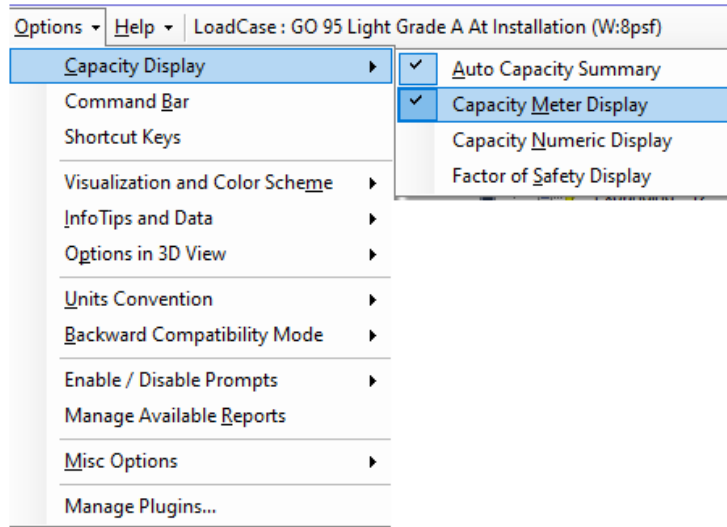 Options Help LoadCase : GO 95 Light Grade A At Installation (W:8psf)
Capacity Display
Auto Capacity Summary
Command Bar
Capacity Meter Display
Shortcut Keys
Capacity Numeric Display
Visualization and Color Scheme
Factor of Safety Display
InfoTips and Data
Options in 3D View
Units Convention
Backward Compatibility Mode
Enable / Disable Prompts
Manage Available Reports
Misc Options
Manage Plugins...